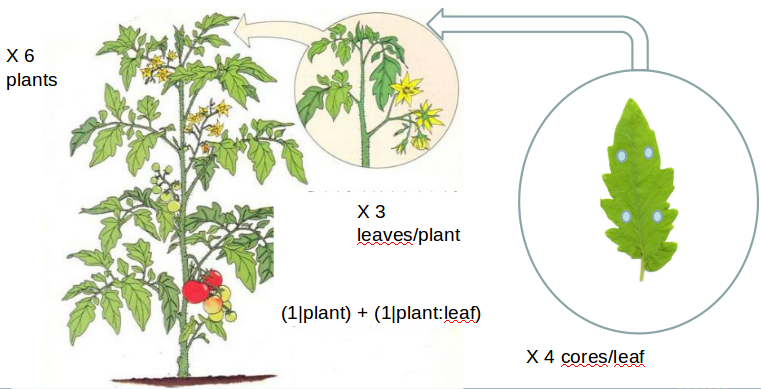 X 6
plants
X 3
leaves/plant
(1|plant) + (1|plant:leaf)
X 4 cores/leaf